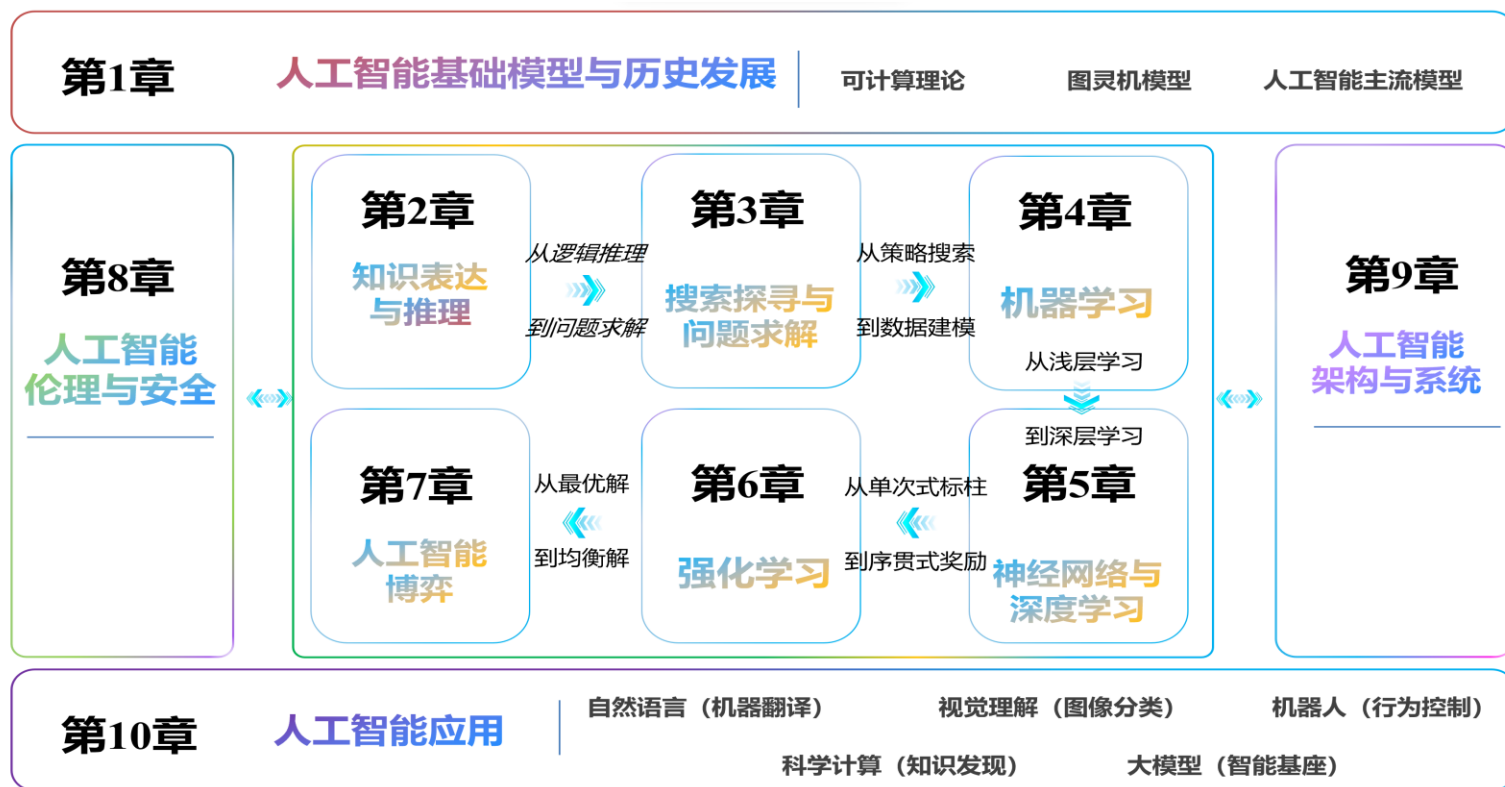 第1章
人工智能基础模型与历史发展
可计算理论
图灵机模型
人工智能主流模型
第8章
人工智能
伦理与安全
第2章
知识表达
与推理
从逻辑推理
到问题求解
第3章
搜索探寻与
问题求解
从策略搜索
到数据建模
第4章
机器学习
从浅层学习
到深层学习
第5章
神经网络与
深度学习
从单次式标柱
到序贯式奖励
第6章
强化学习
从最优解
到均衡解
第7章
人工智能
博弈
第9章
人工智能
架构与系统
第10章
人工智能应用
自然语言（机器翻译）
视觉理解（图像分类）
机器人（行为控制）
科学计算（知识发现）
大模型（智能基座）